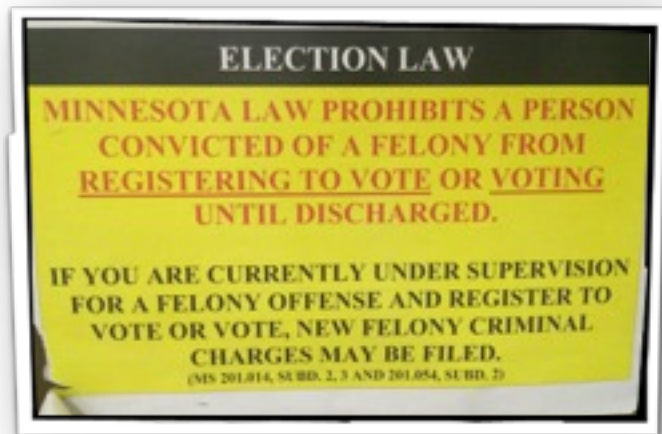 ELECTION LAW
MINNESOTA LAW PROHIBITS A PERSON
CONVICTED OF A FELONY FROM
REGISTERING TO VOTE OR VOTING
UNTIL DISCHARGED.
IF YOU ARE CURRENTLY UNDER SUPERVISION
FOR A FELONY OFFENSE AND REGISTER TO
VOTE OR VOTE, NEW FELONY CRIMINAL
CHARGES MAY BE FILED.
(MS 201.014, SUBD. 2, 3 AND 201.054, SUBD. 2)